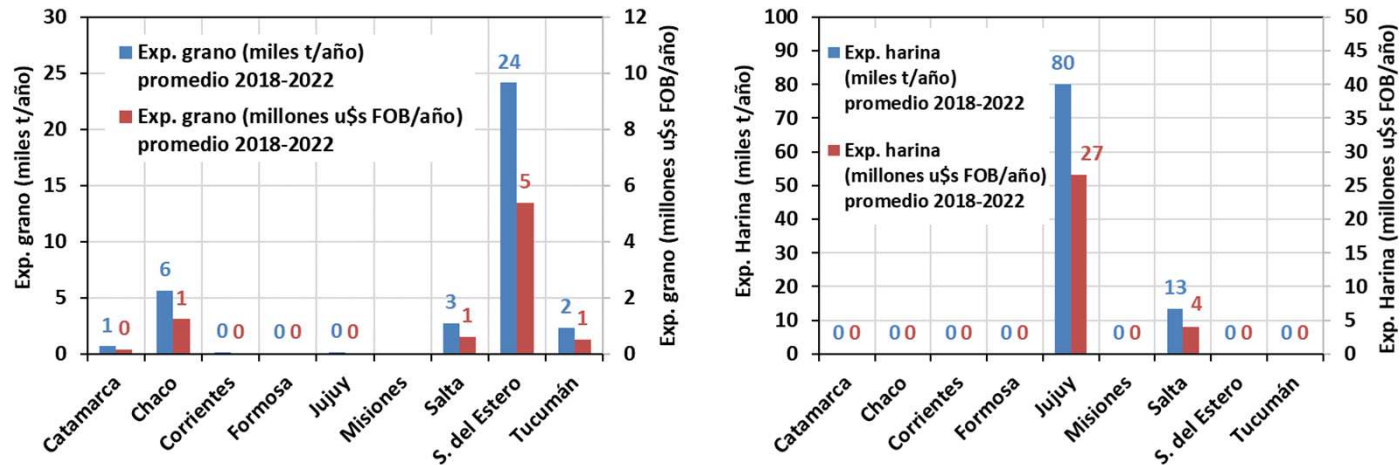 Exp. grano (miles t/año)
30
25
20
15
10
5
0
Exp. grano (miles t/año)
promedio 2018-2022
Exp. grano (millones u$s FOB/año)
promedio 2018-2022
1 0
6 1
0 0
0 0
0 0
3 1
24 5
2 1
12
10
8
6
4
2
0
Exp. grano (millones u$s FOB/año)
Catamarca
Chaco
Corrientes
Formosa
Jujuy
Misiones
Salta
S. del Estero
Tucumán
Exp. Harina (miles t/año)
100
90
80
70
60
50
40
30
20
10
0
Exp. harina
(miles t/año)
promedio 2018-2022
Exp. harina
(millones u$s FOB/año)
promedio 2018-2022
0 0
0 0
0 0
0 0
80 27
0 0
13 4
0 0
0 0
50
45
40
35
30
25
20
15
10
5
0
Exp. Harina (millones u$s FOB/año)
Catamarca
Chaco
Corrientes
Formosa
Jujuy
Misiones
Salta
S. del Estero
Tucumán